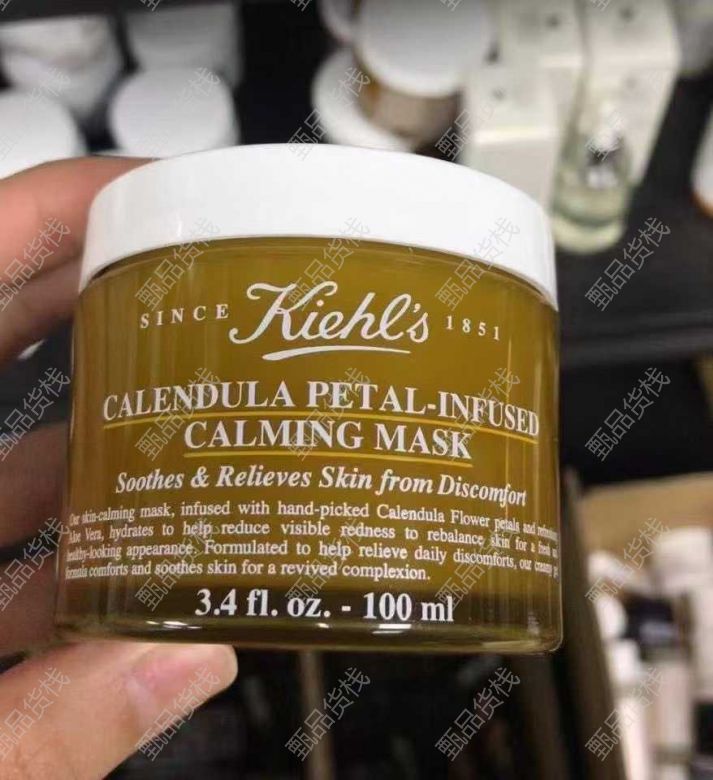 SINCE Kiehl's 1851
CALENDULA PETAL-INFUSED
CALMING MASK
Soothes & Relieves Skin from Discomfort
Our skin-calming mask, infused with hand-picked Calendula Flower petals and
Aloe Vera, hydrates to help reduce visible redness to rebalance skin for a
healthy-looking appearance. Formulated to help relieve daily discomforts, our
formula comforts and soothes skin for a revived complexion.
3.4 fl. oz. - 100 ml
甄品货栈